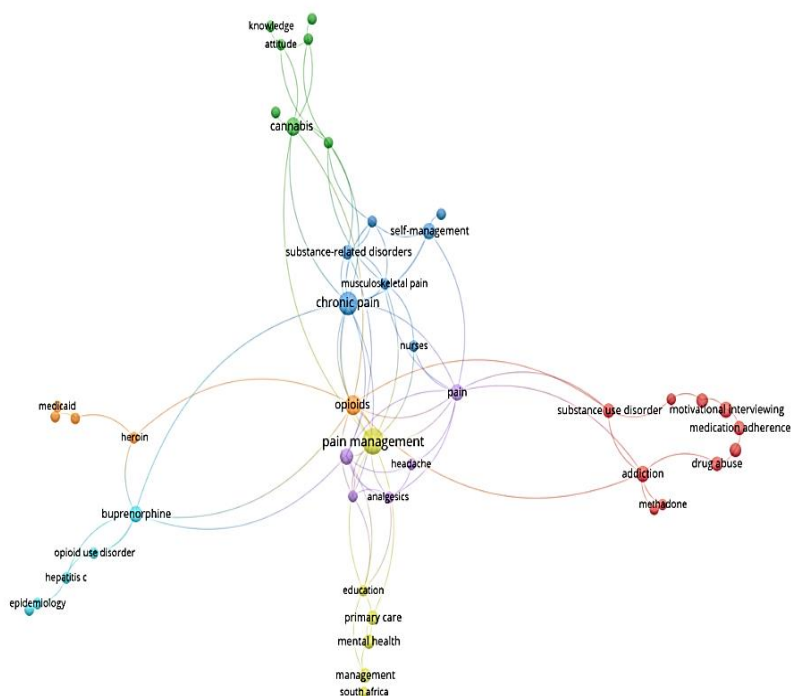 knowledge
attitude
cannabis
self-management
substance-related disorders
musculoskeletal pain
chronic pain
nurses
pain
opioids
medicaid
substance use disorder
motivational interviewing
medication adherence
heroin
pain management
headache
drug abuse
addiction
analgesics
methadone
buprenorphine
opioid use disorder
hepatitis c
education
epidemiology
primary care
mental health
management
south africa